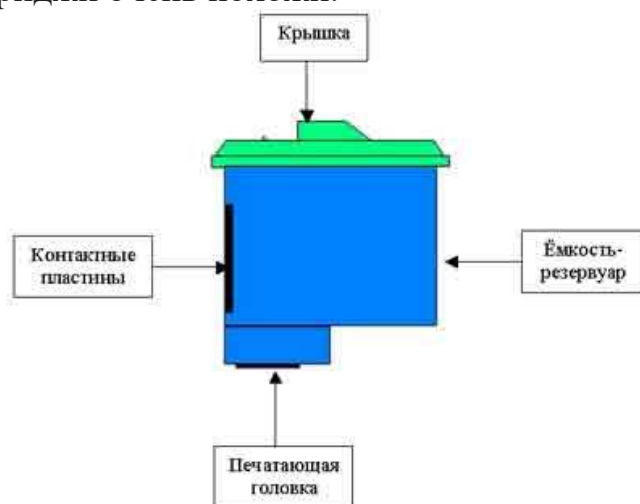 Крышка
Контактные
пластины
Ёмкость-
резервуар
Печатающая
головка